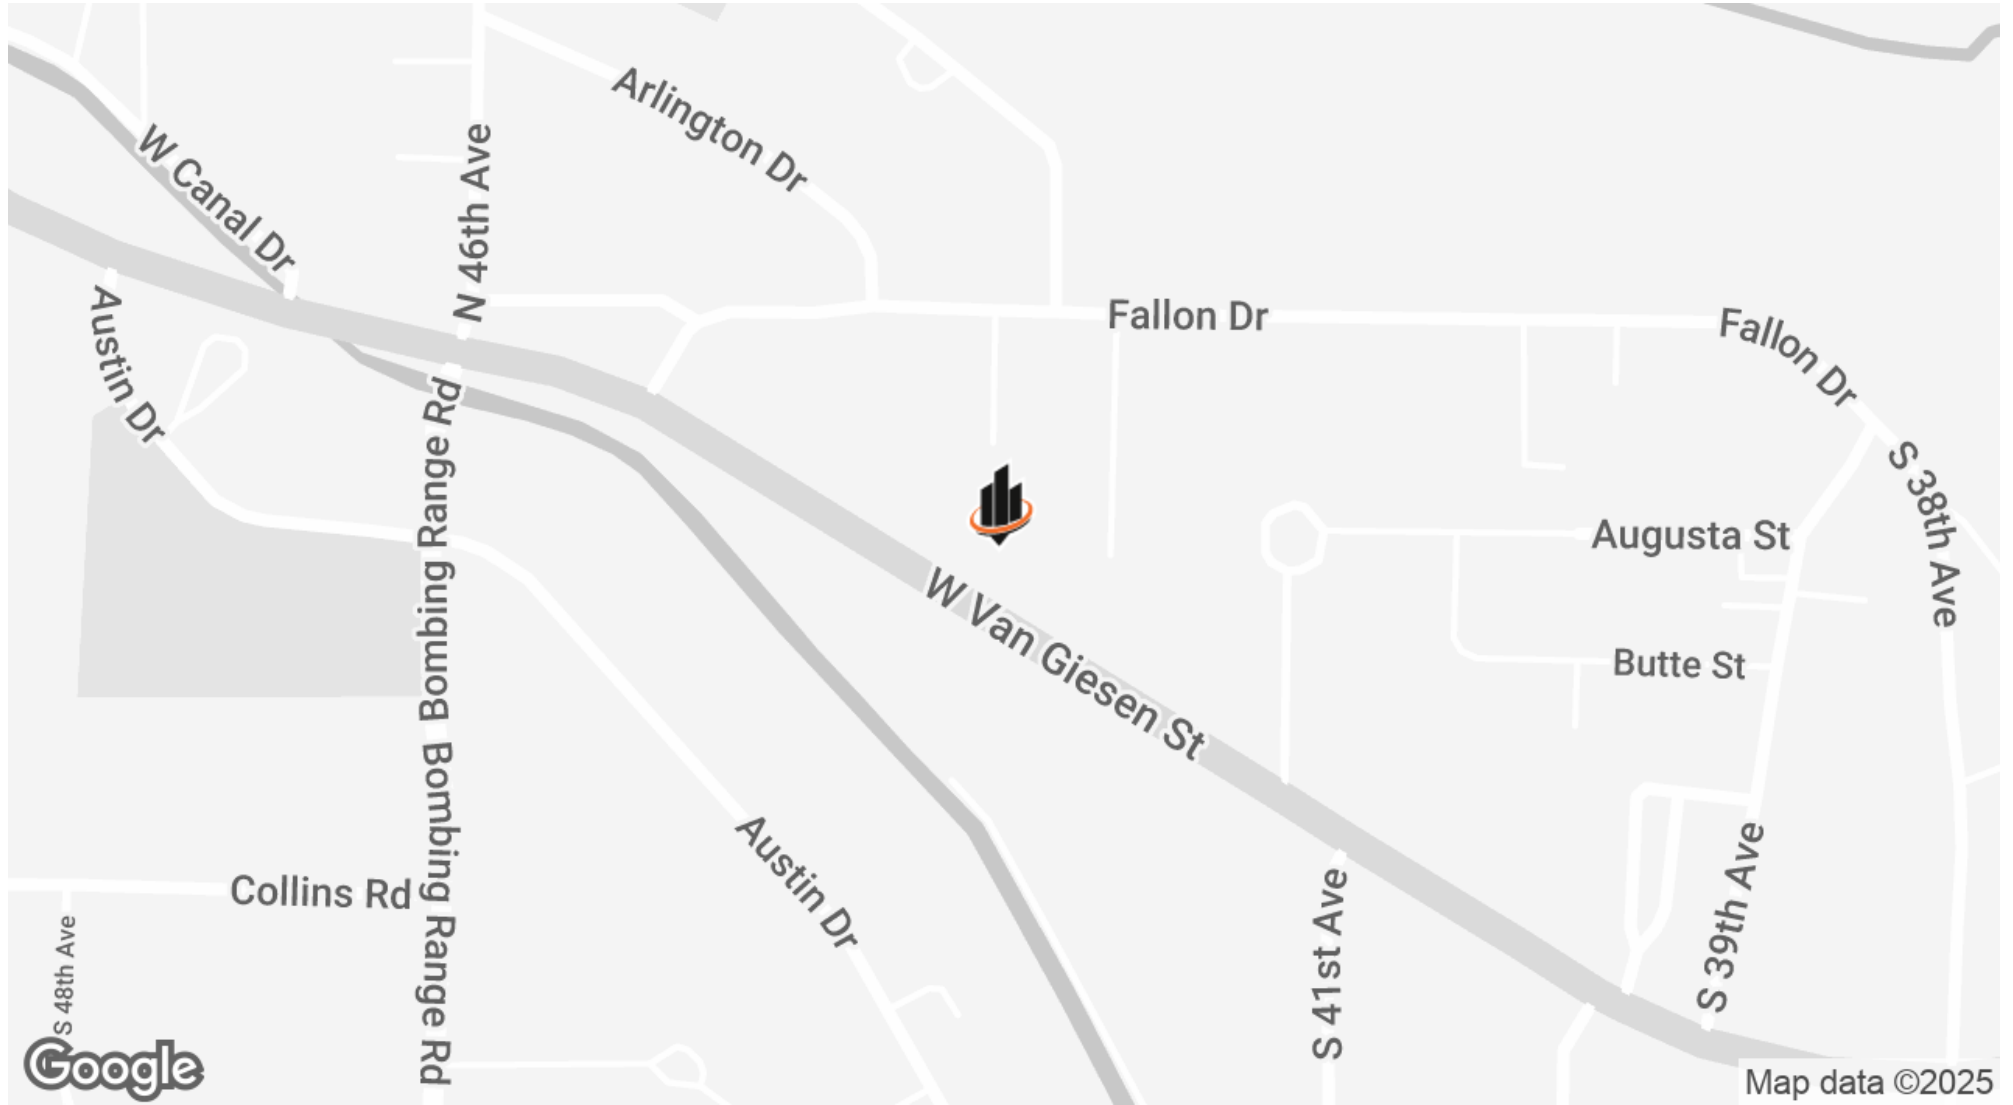 Arlington Dr
W Canal Dr
N 46th Ave
Austin Dr
Fallon Dr
Fallon Dr
Bombing Range Rd
S 38th Ave
Augusta St
W Van Giesen St
Bombing Range Rd
Butte St
Austin Dr
Collins Rd
S 48th Ave
S 41st Ave
S 39th Ave
Google
Map data ©2025